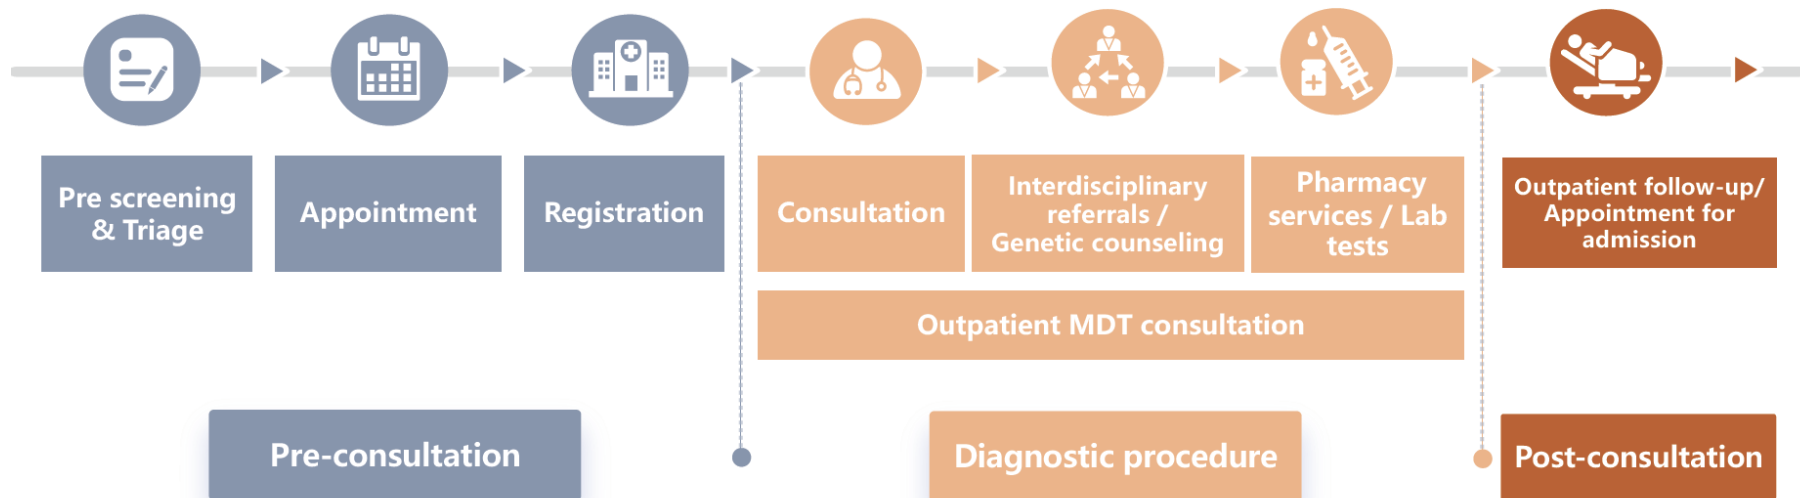 Pre screening
& Triage
Appointment
Registration
Consultation
Interdisciplinary
referrals /
Genetic counseling
Pharmacy
services / Lab
tests
Outpatient follow-up/
Appointment for
admission
Outpatient MDT consultation
Pre-consultation
Diagnostic procedure
Post-consultation